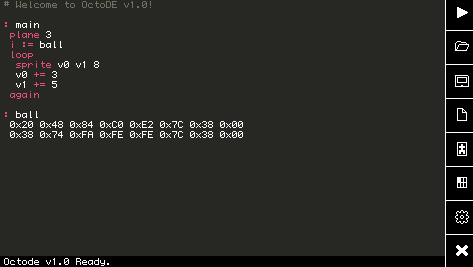 # Welcome to OctoDE v1.0!
: main
plane 3
i := ball
loop
sprite v0 v1 8
v0 += 3
v1 += 5
again
: ball
0x20 0x48 0x84 0xC0 0xE2 0x7C 0x38 0x00
0x38 0x74 0xFA 0xFE 0xFE 0x7C 0x38 0x00
Octode v1.0 Ready.